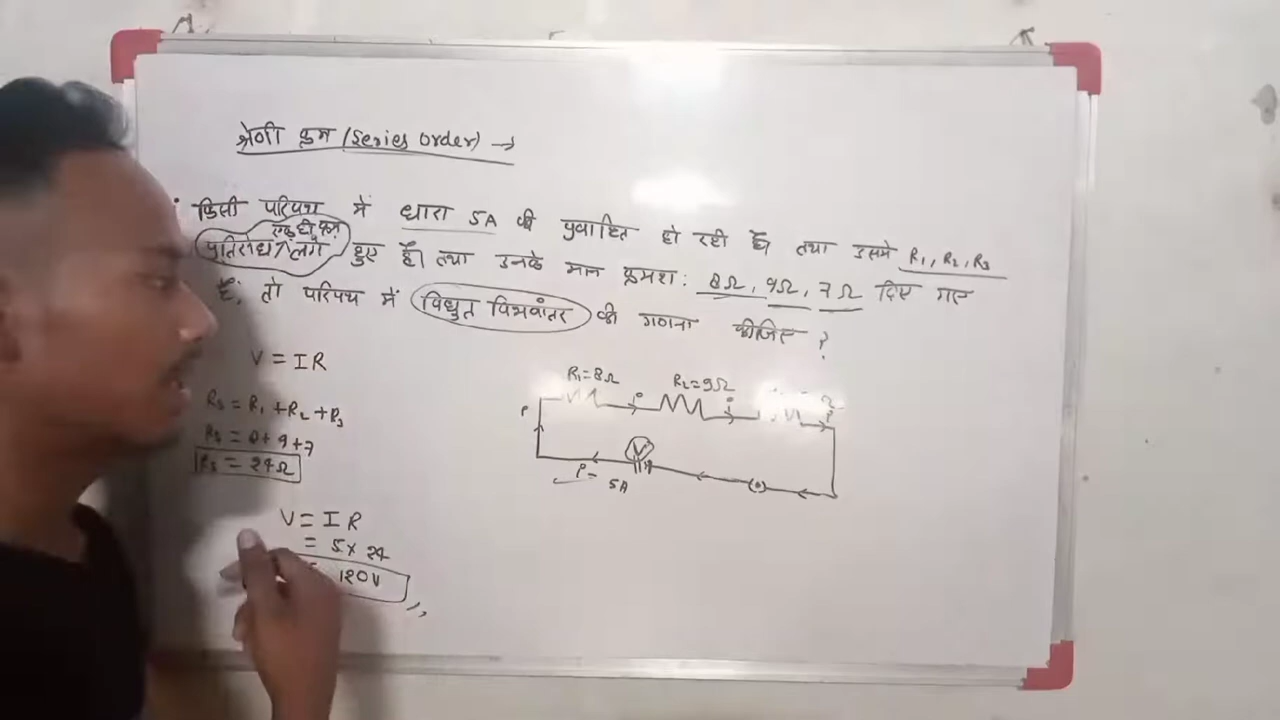 श्रेणी क्रम (Series order) →
किसी परिपथ में धारा 5A की प्रवाहित हो रही है। तथा उसमे R₁, R₂, R₃
एक ही क्रम
प्रतिरोध / लगे हुए हैं। तथा उनके मान क्रमशः 8Ω, 9Ω, 7Ω दिए गए
हैं, तो परिपथ में विधुत विभवांतर की गणना कीजिए ?
V = IR
Rs = R₁ + R₂ + R₃
Rs = 8 + 9 + 7
Rs = 24Ω
V = IR
= 5 × 24
= 120V
R₁=8Ω R₂=9Ω Ω
i i i
V
i =
5A